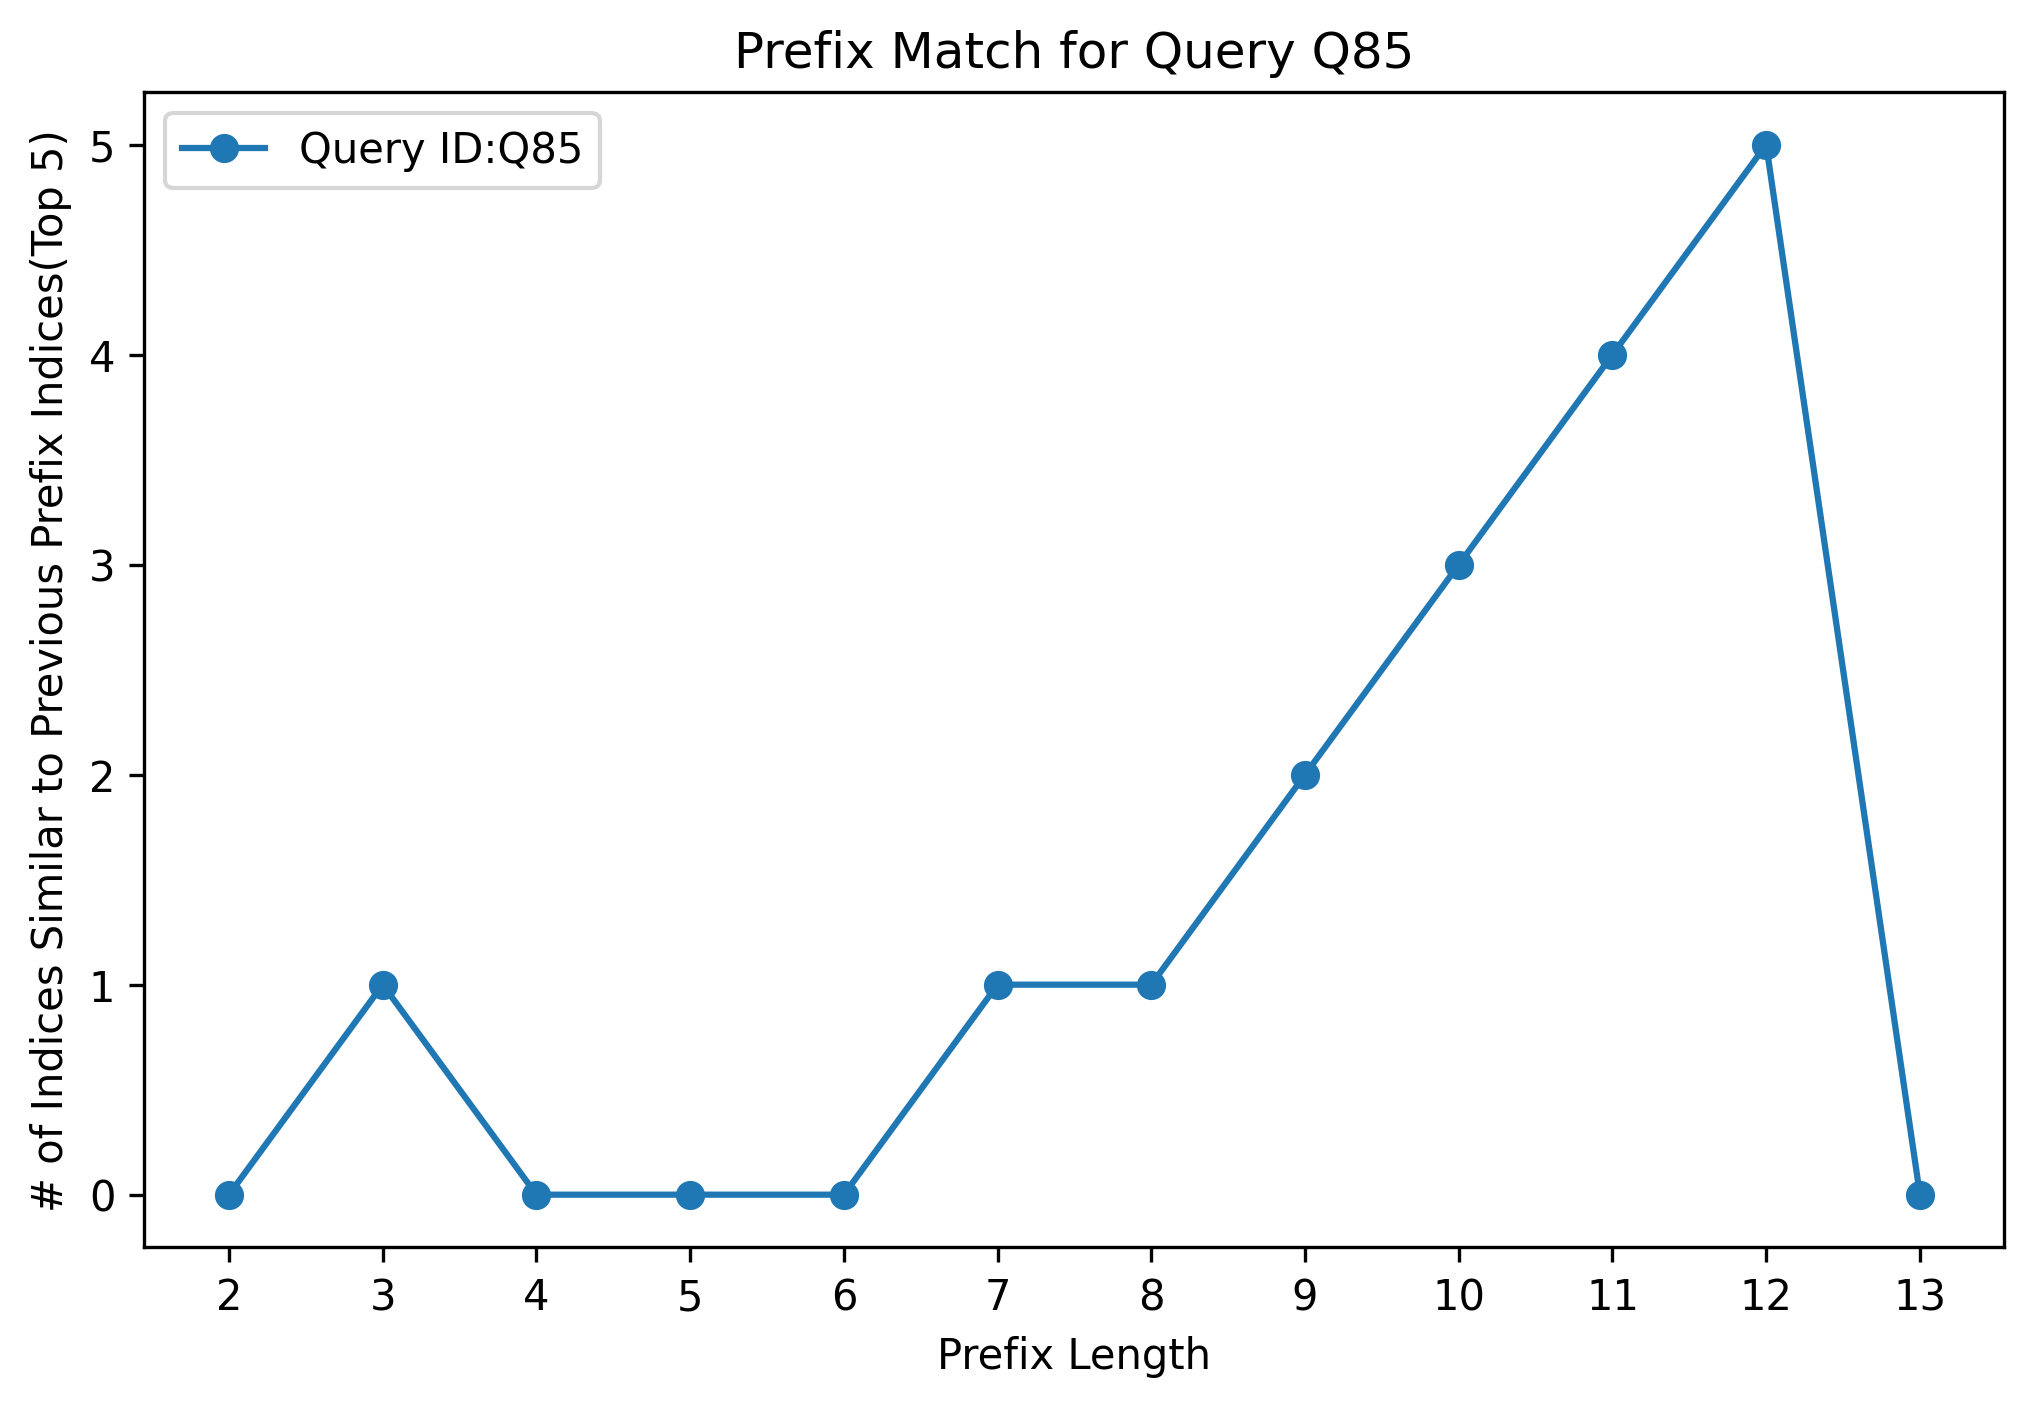 Prefix Match for Query Q85
Query ID:Q85
# of Indices Similar to Previous Prefix Indices(Top 5)
5
4
3
2
1
0
2 3 4 5 6 7 8 9 10 11 12 13
Prefix Length